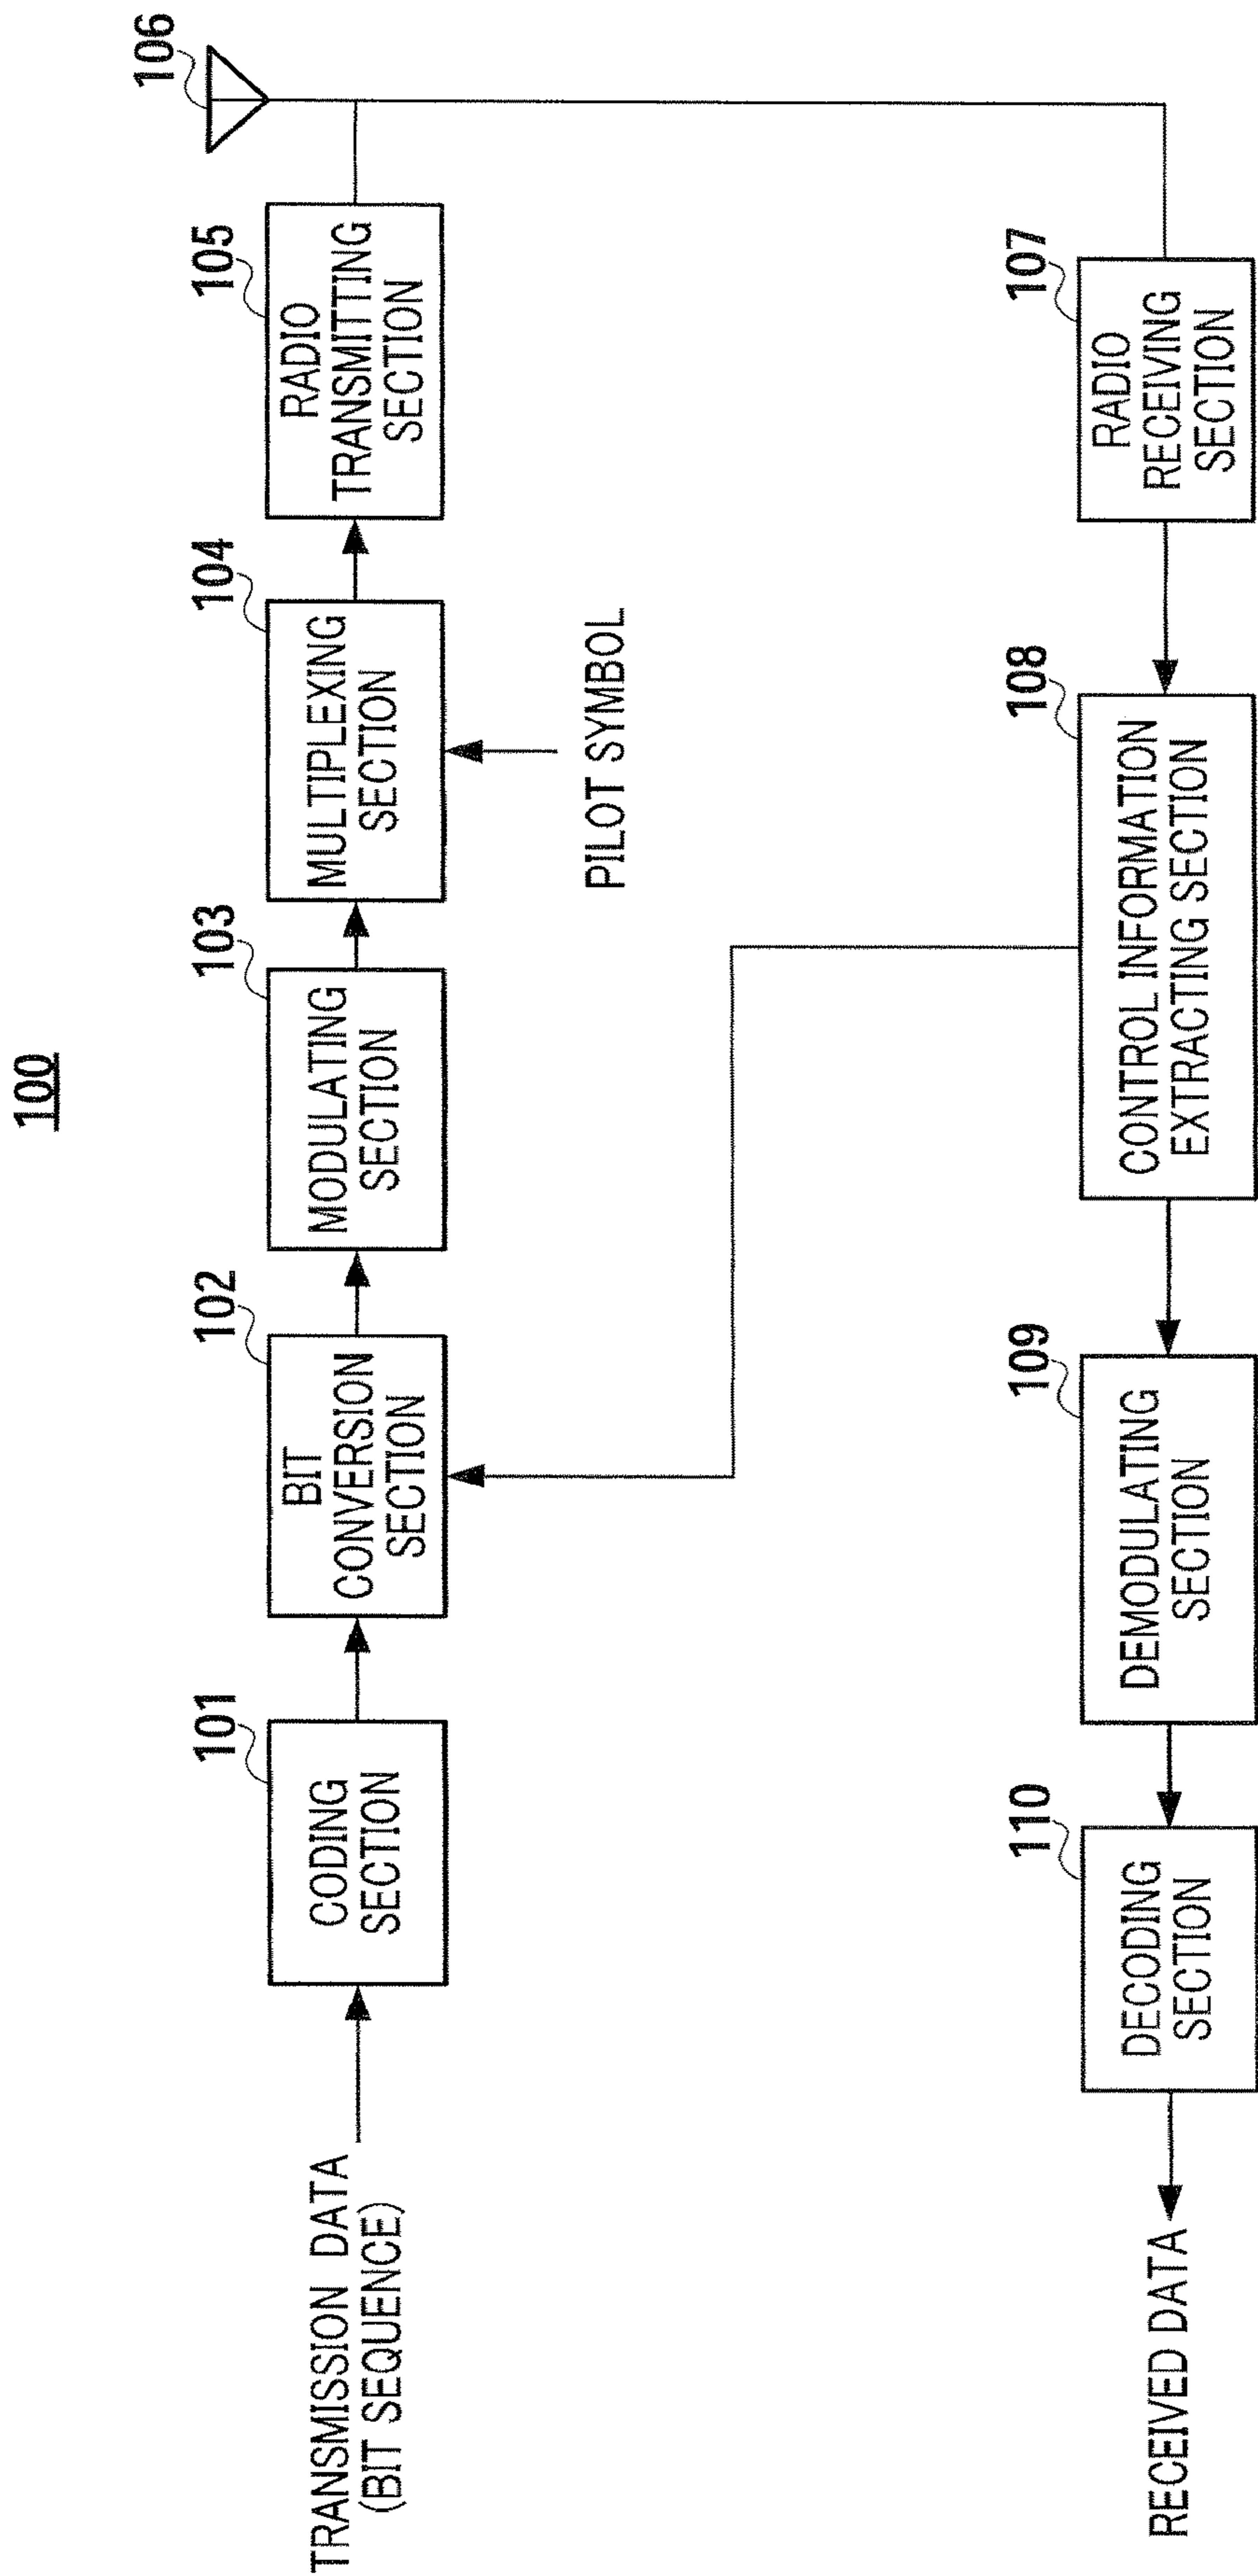 100
TRANSMISSION DATA
(BIT SEQUENCE)
101
CODING
SECTION
102
BIT
CONVERSION
SECTION
103
MODULATING
SECTION
104
MULTIPLEXING
SECTION
PILOT SYMBOL
105
RADIO
TRANSMITTING
SECTION
106
RECEIVED DATA
110
DECODING
SECTION
109
DEMODULATING
SECTION
108
CONTROL INFORMATION
EXTRACTING SECTION
107
RADIO
RECEIVING
SECTION